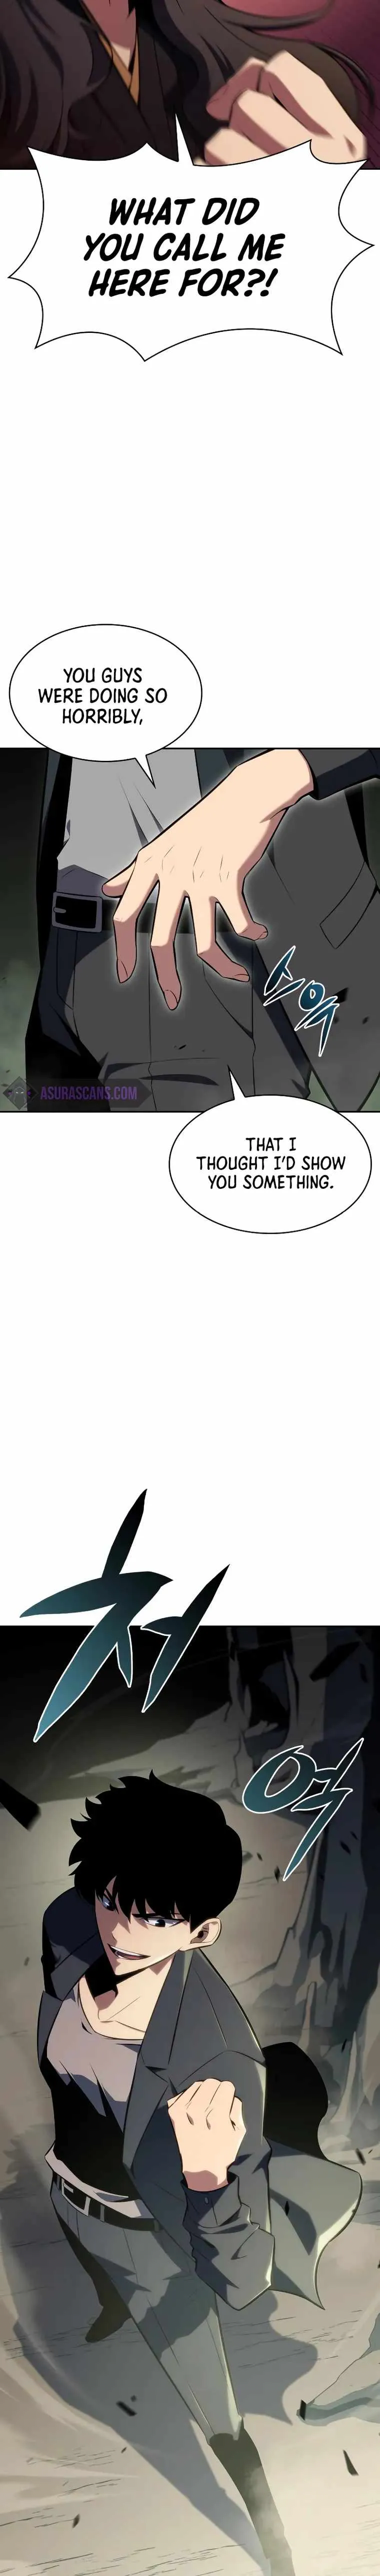 WHAT DID
YOU CALL ME
HERE FOR?!
YOU GUYS
WERE DOING SO
HORRIBLY,
스윽
ASURASCANS.COM
THAT I
THOUGHT I'D SHOW
YOU SOMETHING.
저
억